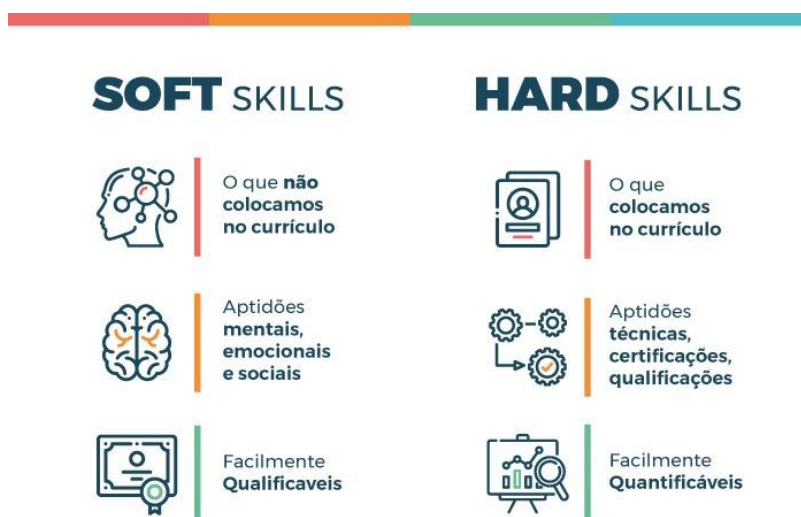 SOFT SKILLS
O que não
colocamos
no currículo
Aptidões
mentais,
emocionais
e sociais
Facilmente
Qualificaveis
HARD SKILLS
O que
colocamos
no currículo
Aptidões
técnicas,
certificações,
qualificações
Facilmente
Quantificáveis